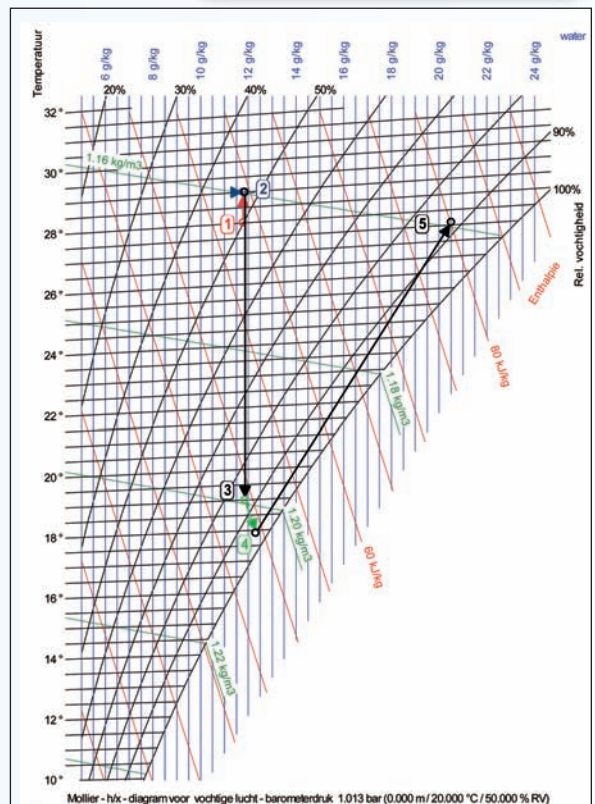 Temperatuur
6 g/kg
8 g/kg
10 g/kg
12 g/kg
14 g/kg
16 g/kg
18 g/kg
20 g/kg
22 g/kg
24 g/kg
water
20%
30%
40%
50%
32°
90%
1.16 kg/m3
30°
2
100%
1
5
28°
Rel. vochtigheid
26°
Enthalpie
24°
80 kJ/kg
1.18 kg/m3
22°
20°
3
1.20 kg/m3
18°
4
60 kJ/kg
16°
14°
1.22 kg/m3
12°
10°
Mollier - h/x - diagram voor vochtige lucht - barometerdruk 1.013 bar (0.000 m / 20.000 °C / 50.000 % RV)